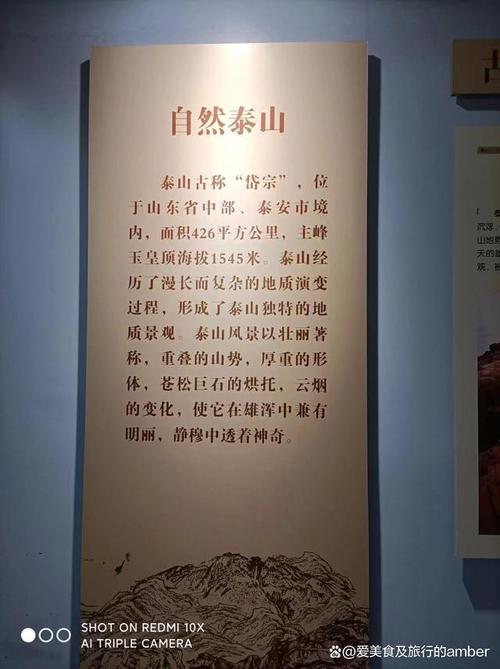 自然泰山
泰山古称“岱宗”，位
于山东省中部、泰安市境
内，面积426平方公里，主峰
玉皇顶海拔1545米。泰山经
历了漫长而复杂的地质演变
过程，形成了泰山独特的地
质景观。泰山风景以壮丽著
称，重叠的山势，厚重的形
体，苍松巨石的烘托，云烟
的变化，使它在雄浑中兼有
明丽，静穆中透着神奇。
沉浮，
天的雄
观，
SHOT ON REDMI 10X
AI TRIPLE CAMERA
@爱美食及旅行的amber